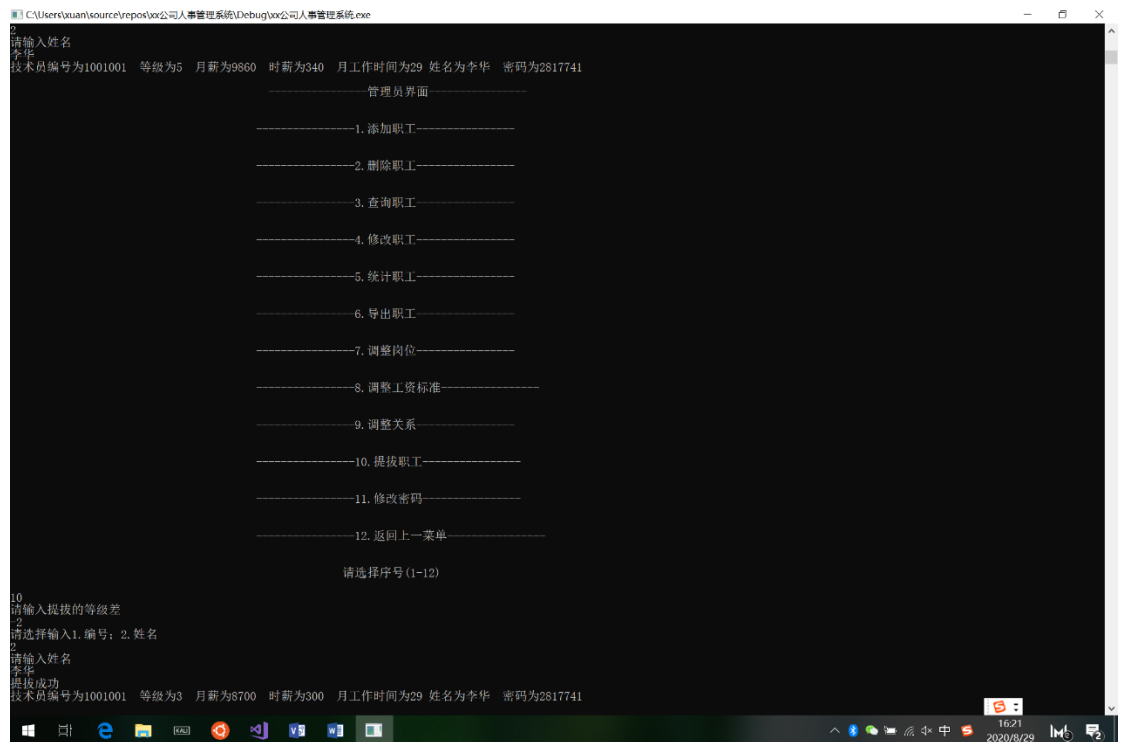 C:\Users\xuan\source\repos\xx公司人事管理系统\Debug\xx公司人事管理系统.exe
2
请输入姓名
李华
技术员编号为1001001 等级为5 月薪为9860 时薪为340 月工作时间为29 姓名为李华 密码为2817741
----------------管理员界面----------------
----------------1.添加职工----------------
----------------2.删除职工----------------
----------------3.查询职工----------------
----------------4.修改职工----------------
----------------5.统计职工----------------
----------------6.导出职工----------------
----------------7.调整岗位----------------
----------------8.调整工资标准----------------
----------------9.调整关系----------------
----------------10.提拔职工----------------
----------------11.修改密码----------------
----------------12.返回上一菜单----------------
请选择序号(1-12)
10
请输入提拔的等级差
-2
请选择输入1.编号；2.姓名
2
请输入姓名
李华
提拔成功
技术员编号为1001001 等级为3 月薪为8700 时薪为300 月工作时间为29 姓名为李华 密码为2817741
中
16:21
2020/8/29